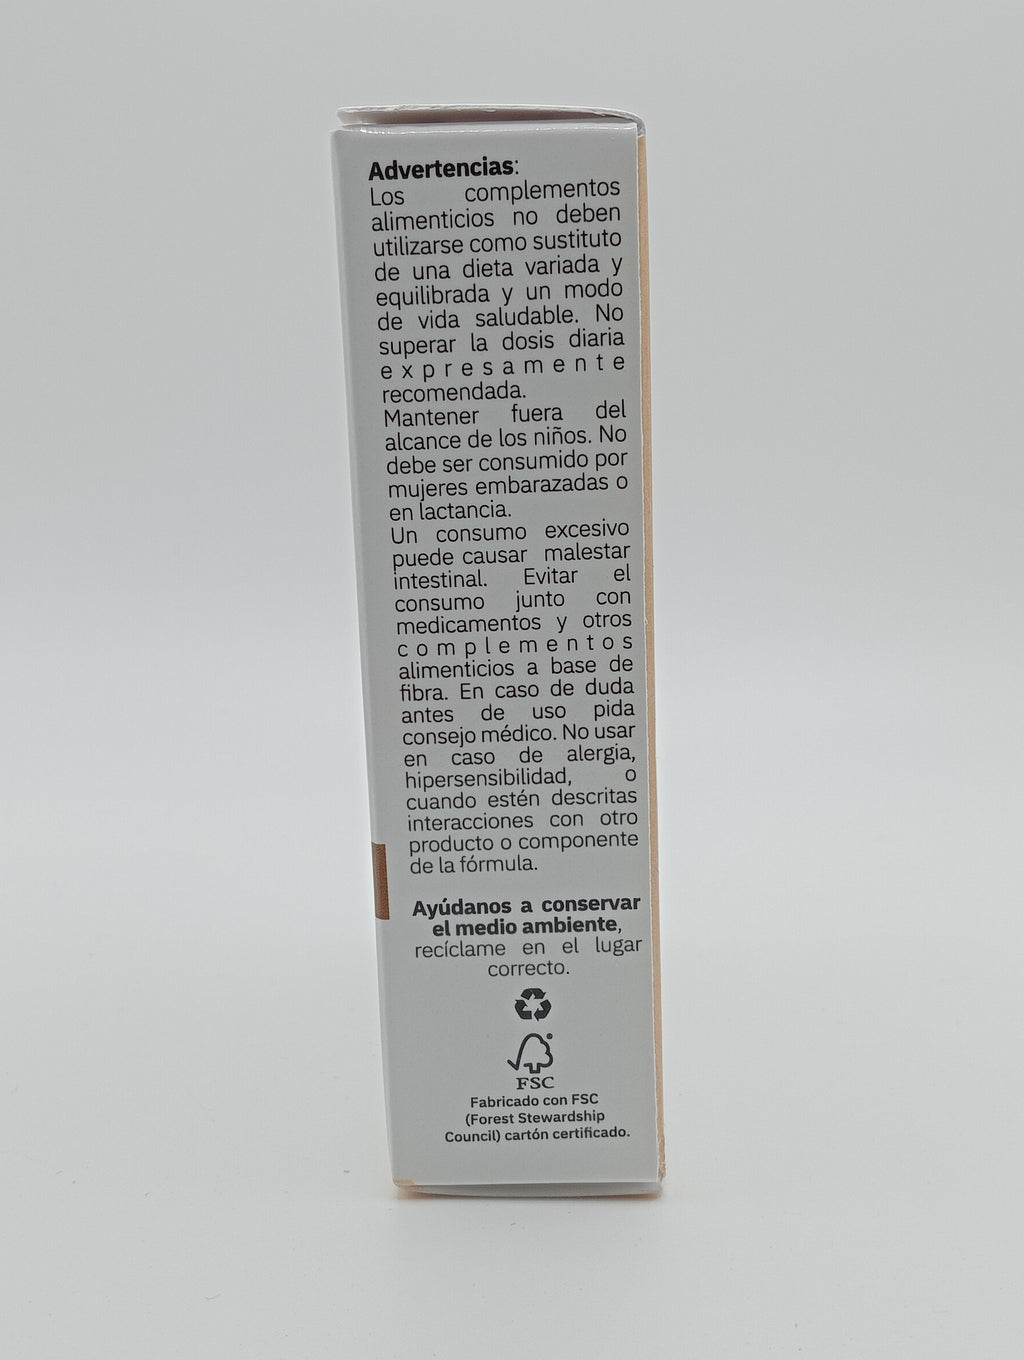 Advertencias:
Los complementos
alimenticios no deben
utilizarse como sustituto
de una dieta variada y
equilibrada y un modo
de vida saludable. No
superar la dosis diaria
expresamente
recomendada.
Mantener fuera del
alcance de los niños. No
debe ser consumido por
mujeres embarazadas o
en lactancia.
Un consumo excesivo
puede causar malestar
intestinal. Evitar el
consumo junto con
medicamentos y otros
complementos
alimenticios a base de
fibra. En caso de duda
antes de uso pida
consejo médico. No usar
en caso de alergia,
hipersensibilidad, o
cuando estén descritas
interacciones con otro
producto o componente
de la fórmula.
Ayúdanos a conservar
el medio ambiente,
recíclame en el lugar
correcto.
FSC
Fabricado con FSC
(Forest Stewardship
Council) cartón certificado.